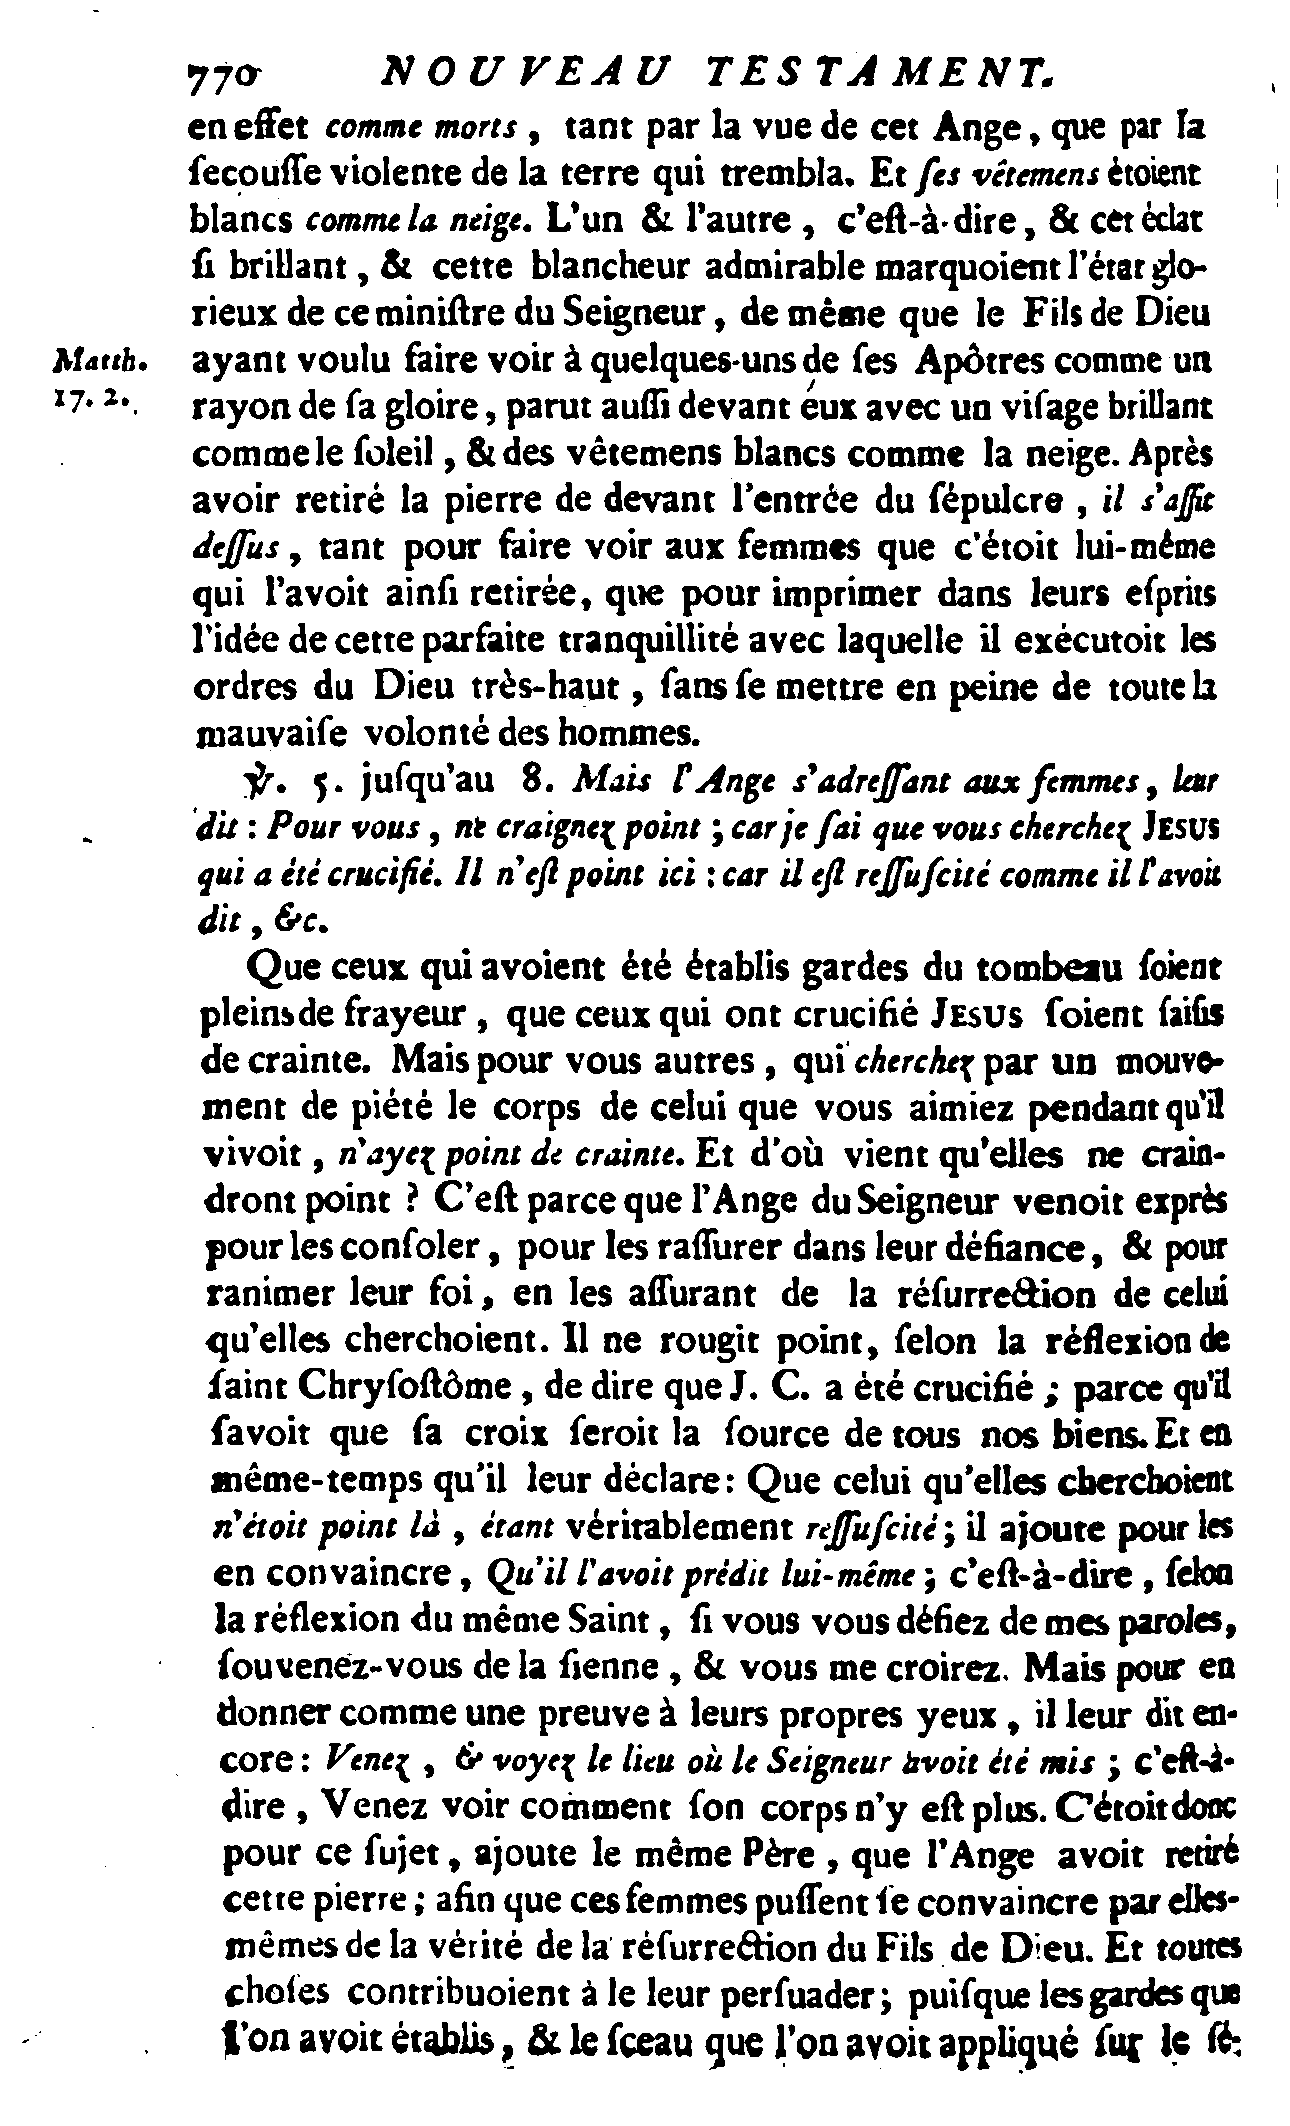 770 NOUVEAU TESTAMENT.
en effet comme morts, tant par la vue de cet Ange, que par la
ſecouſſe violente de la terre qui trembla. Et ſes vêtemens étoient
blancs comme la neige. L'un & l'autre, c'eſt-à-dire, & cet éclat
ſi brillant, & cette blancheur admirable marquoient l'état glo-
rieux de ce miniſtre du Seigneur, de même que le Fils de Dieu
Matth. 17. 2.
ayant voulu faire voir à quelques-uns de ſes Apôtres comme un
rayon de ſa gloire, parut auſſi devant eux avec un viſage brillant
comme le ſoleil, & des vêtemens blancs comme la neige. Après
avoir retiré la pierre de devant l'entrée du ſépulcre, il s'aſſit
deſſus, tant pour faire voir aux femmes que c'étoit lui-même
qui l'avoit ainſi retirée, que pour imprimer dans leurs eſprits
l'idée de cette parfaite tranquillité avec laquelle il exécutoit les
ordres du Dieu très-haut, ſans ſe mettre en peine de toute la
mauvaiſe volonté des hommes.
℣. 5. juſqu'au 8. Mais l'Ange s'adreſſant aux femmes, leur
dit : Pour vous, ne craignez point ; car je ſai que vous cherchez JESUS
qui a été crucifié. Il n'eſt point ici : car il eſt reſſuſcité comme il l'avoit
dit, &c.
Que ceux qui avoient été établis gardes du tombeau ſoient
pleins de frayeur, que ceux qui ont crucifié JESUS ſoient ſaiſis
de crainte. Mais pour vous autres, qui cherchez par un mouve-
ment de piété le corps de celui que vous aimiez pendant qu'il
vivoit, n'ayez point de crainte. Et d'où vient qu'elles ne crain-
dront point ? C'eſt parce que l'Ange du Seigneur venoit exprès
pour les conſoler, pour les raſſurer dans leur défiance, & pour
ranimer leur foi, en les aſſurant de la réſurrection de celui
qu'elles cherchoient. Il ne rougit point, ſelon la réflexion de
ſaint Chryſoſtôme, de dire que J. C. a été crucifié ; parce qu'il
ſavoit que ſa croix ſeroit la ſource de tous nos biens. Et en
même-temps qu'il leur déclare : Que celui qu'elles cherchoient
n'étoit point là, étant véritablement reſſuſcité ; il ajoute pour les
en convaincre, Qu'il l'avoit prédit lui-même ; c'eſt-à-dire, ſelon
la réflexion du même Saint, ſi vous vous défiez de mes paroles,
ſouvenez-vous de la ſienne, & vous me croirez. Mais pour en
donner comme une preuve à leurs propres yeux, il leur dit en-
core : Venez, & voyez le lieu où le Seigneur avoit été mis ; c'eſt-à-
dire, Venez voir comment ſon corps n'y eſt plus. C'étoit donc
pour ce ſujet, ajoute le même Père, que l'Ange avoit retiré
cette pierre ; afin que ces femmes puſſent ſe convaincre par elles-
mêmes de la vérité de la réſurrection du Fils de Dieu. Et toutes
choſes contribuoient à le leur perſuader ; puiſque les gardes que
l'on avoit établis, & le ſceau que l'on avoit appliqué ſur le ſé-